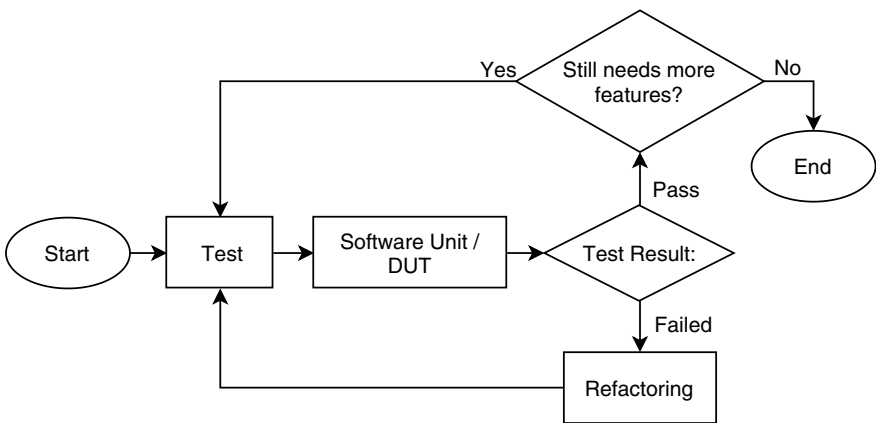 Yes
Still needs more
features?
No
End
Pass
Start
Test
Software Unit /
DUT
Test Result:
Failed
Refactoring